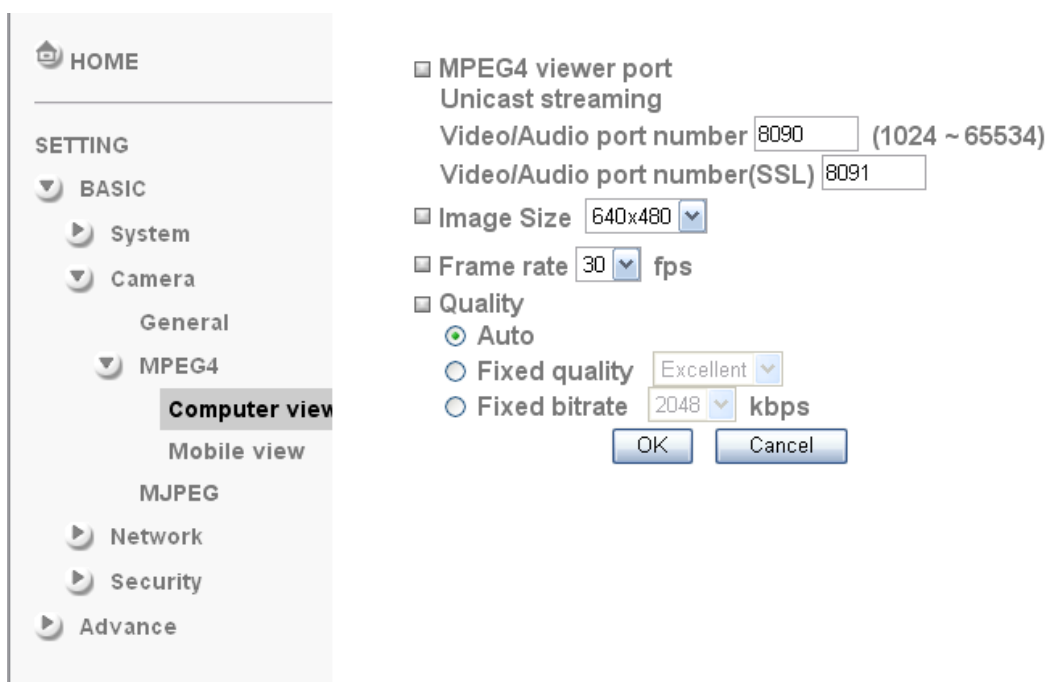 HOME
SETTING
BASIC
System
Camera
General
MPEG4
Computer view
Mobile view
MJPEG
Network
Security
Advance
MPEG4 viewer port
Unicast streaming
Video/Audio port number 8090 (1024 ~ 65534)
Video/Audio port number(SSL) 8091
Image Size 640x480
Frame rate 30 fps
Quality
Auto
Fixed quality Excellent
Fixed bitrate 2048 kbps
OK Cancel